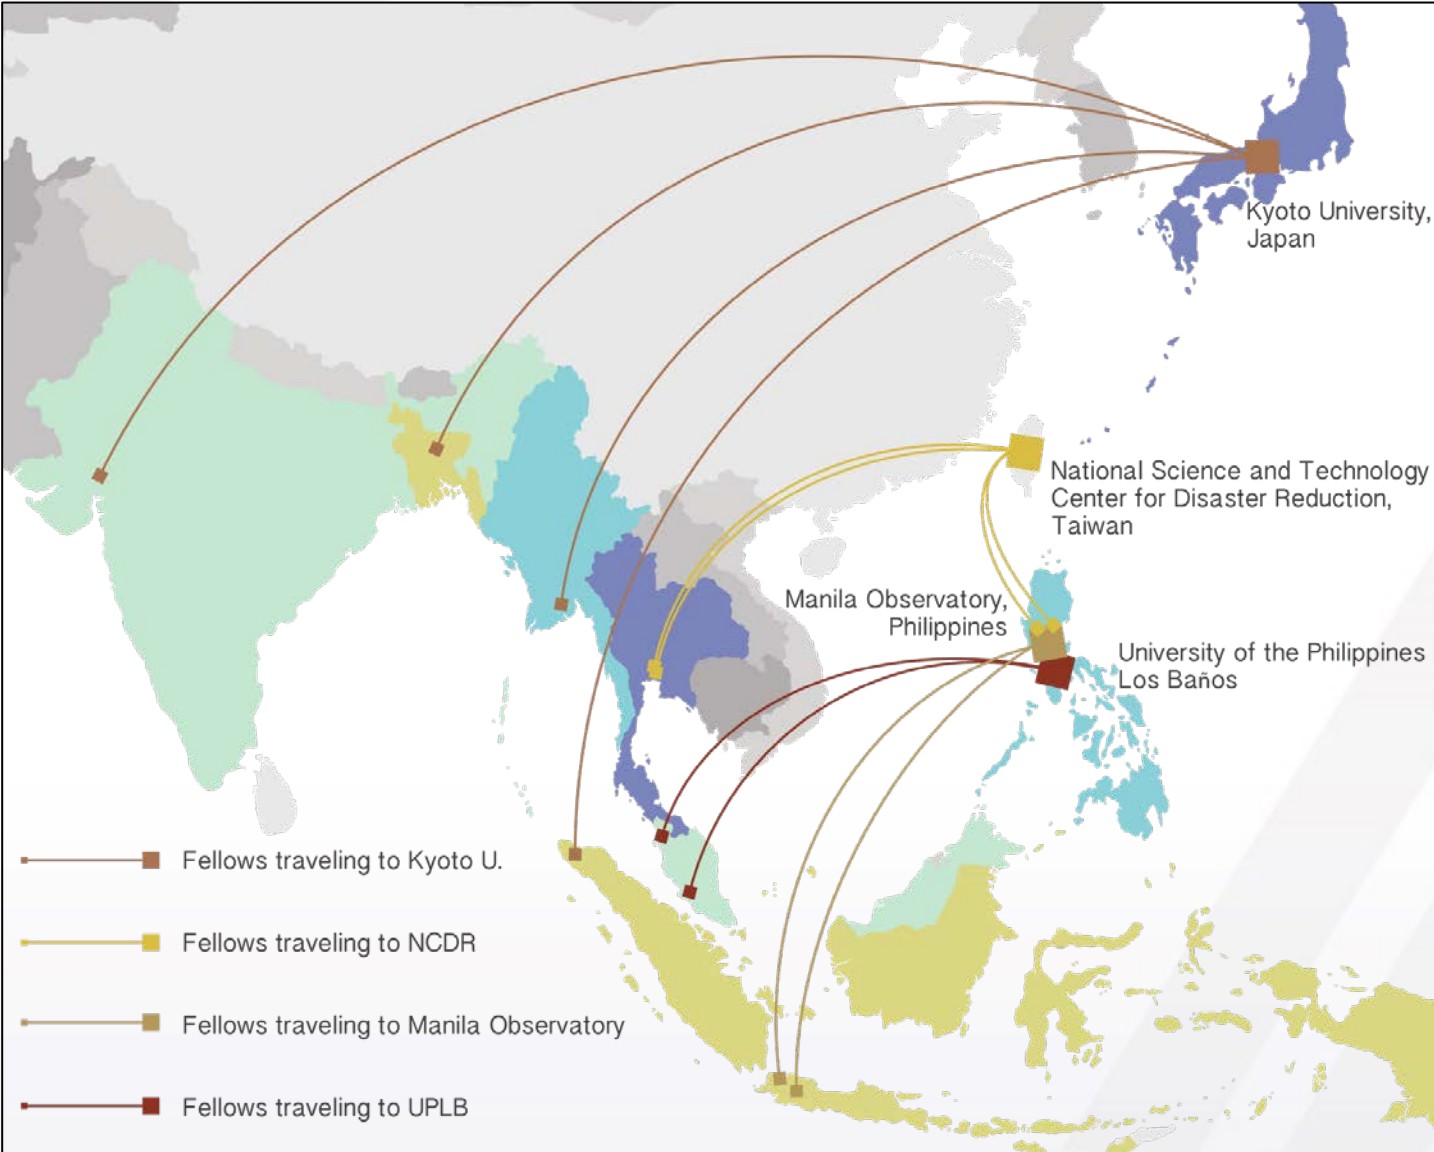 Kyoto University,
Japan
National Science and Technology
Center for Disaster Reduction,
Taiwan
Manila Observatory,
Philippines
University of the Philippines
Los Baños
Fellows traveling to Kyoto U.
Fellows traveling to NCDR
Fellows traveling to Manila Observatory
Fellows traveling to UPLB